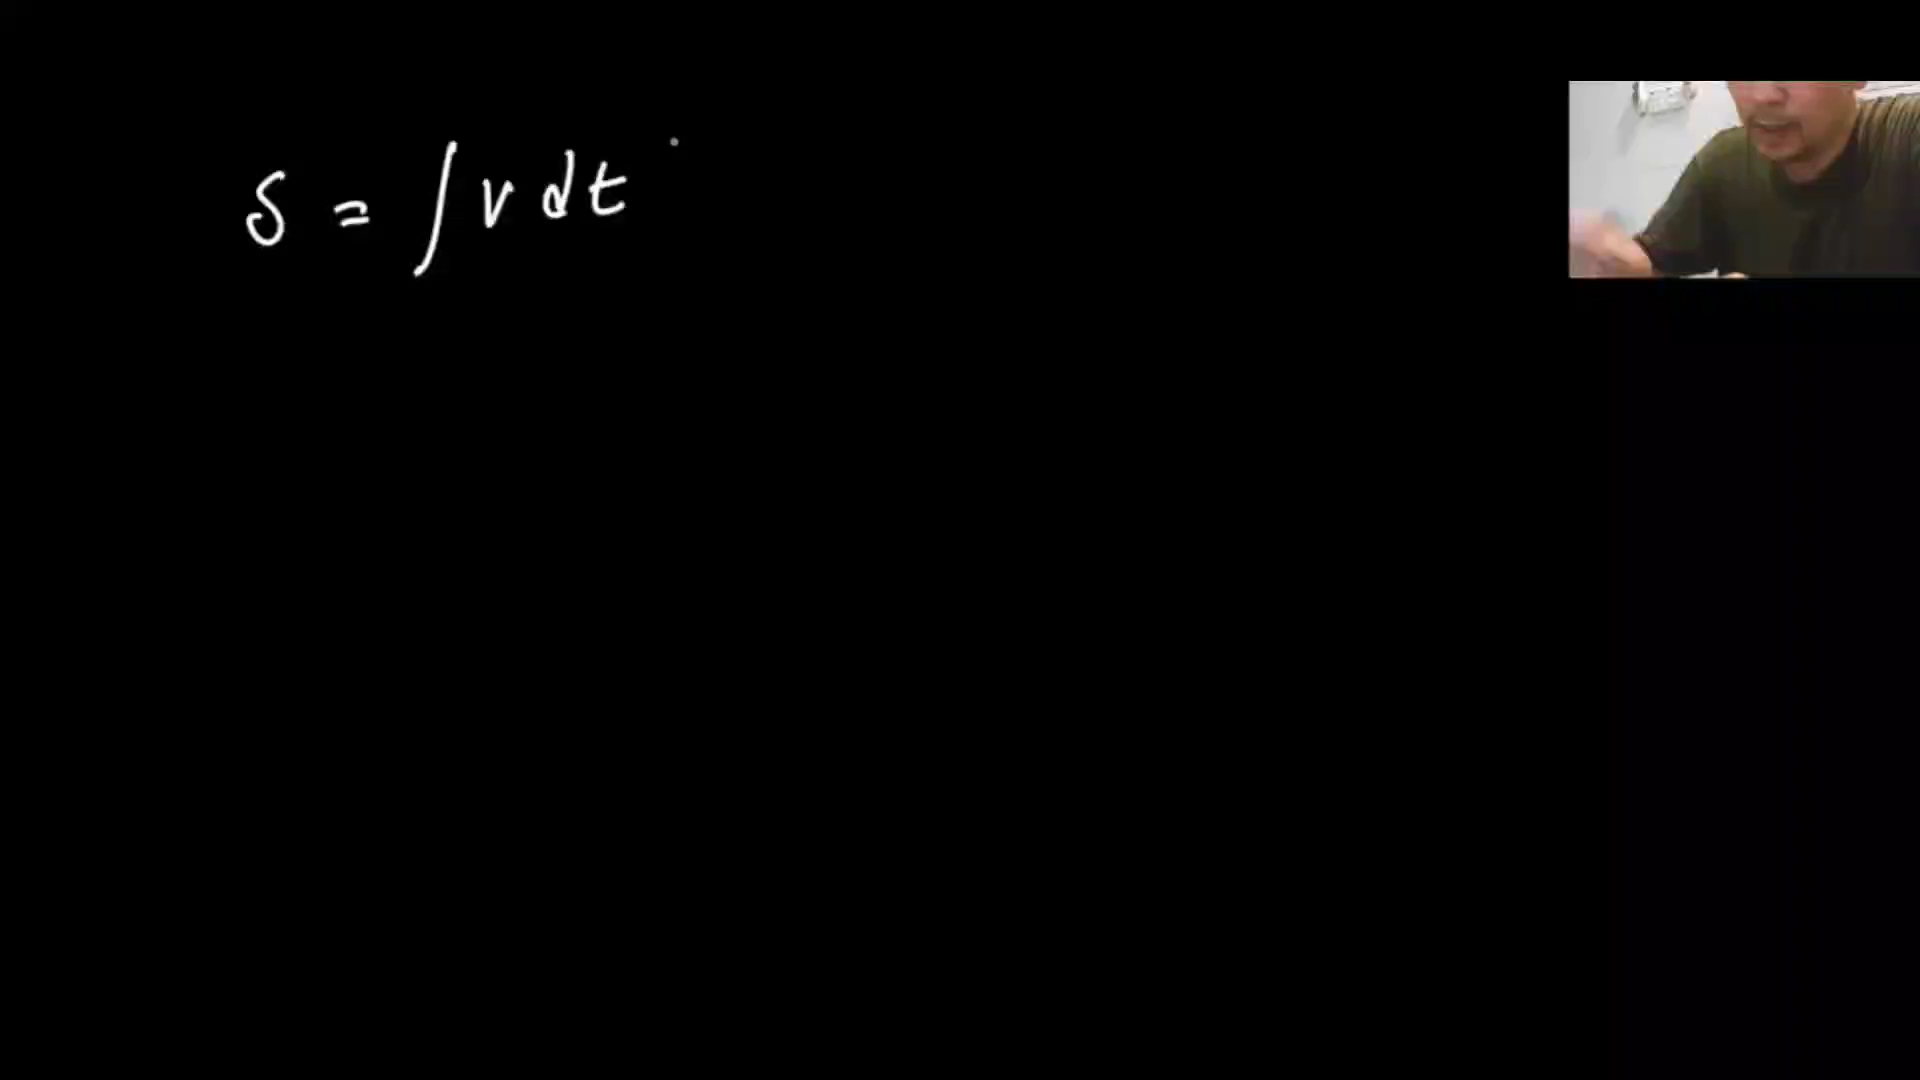 s = ∫ v dt